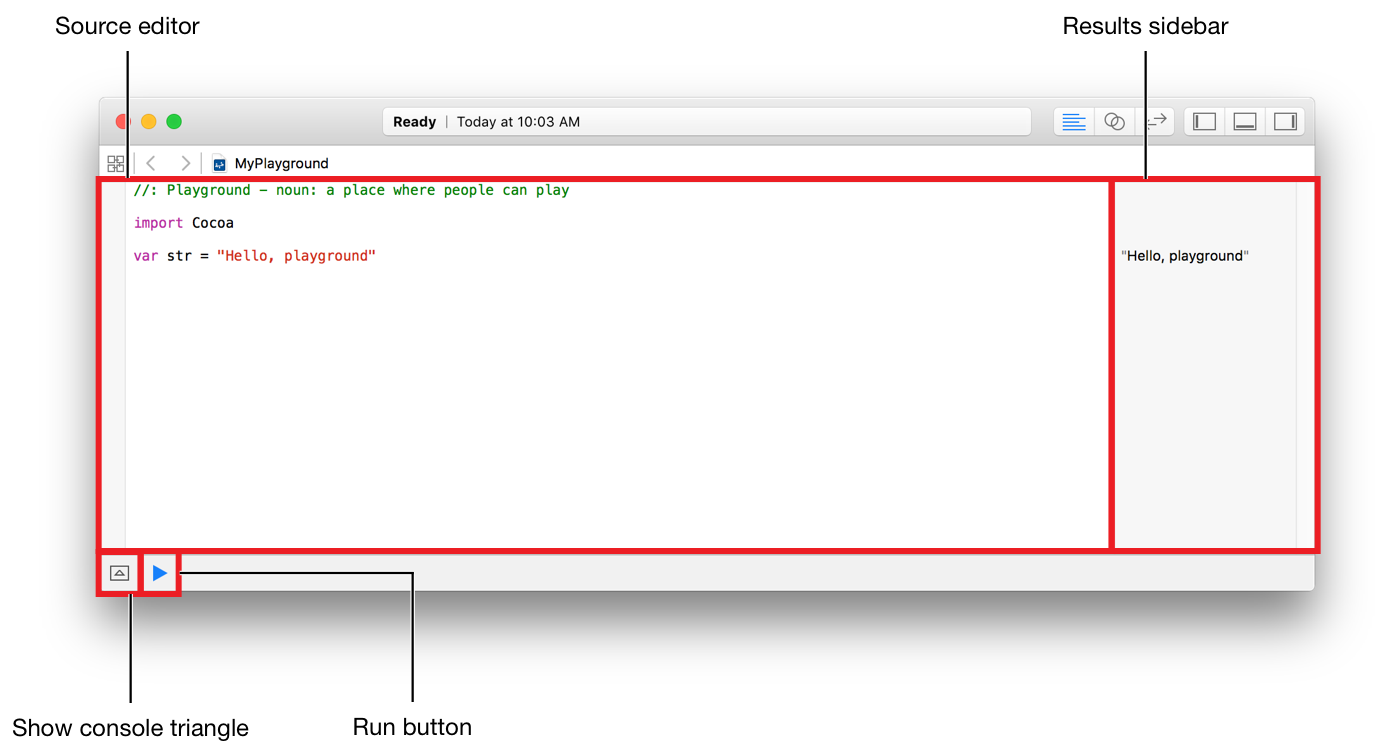 Source editor
Results sidebar
Ready | Today at 10:03 AM
MyPlayground
//: Playground – noun: a place where people can play
import Cocoa
var str = "Hello, playground"
"Hello, playground"
Show console triangle
Run button